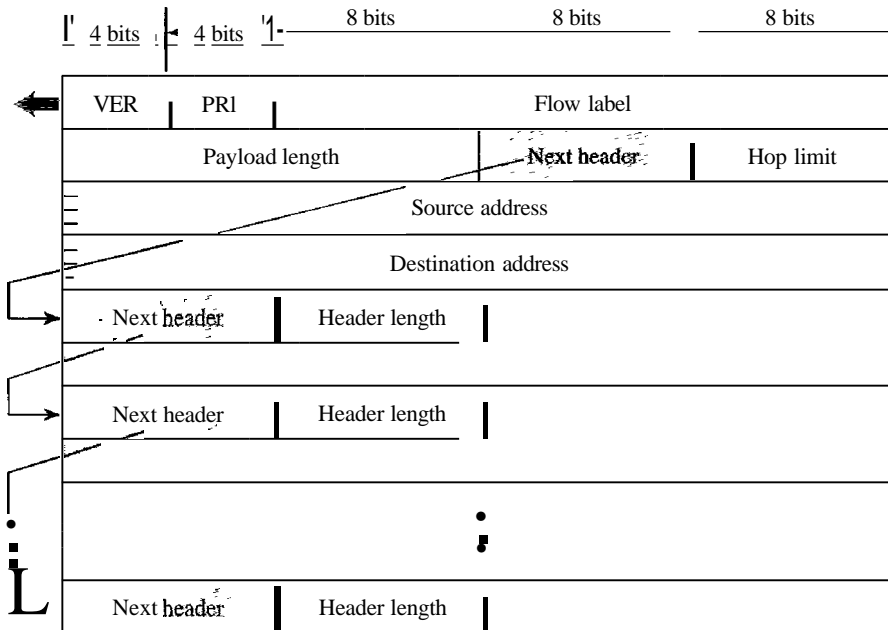 4 bits 4 bits 8 bits 8 bits 8 bits
VER PR1 Flow label
Payload length Next header Hop limit
Source address
Destination address
Next header Header length
Next header Header length
L
Next header Header length